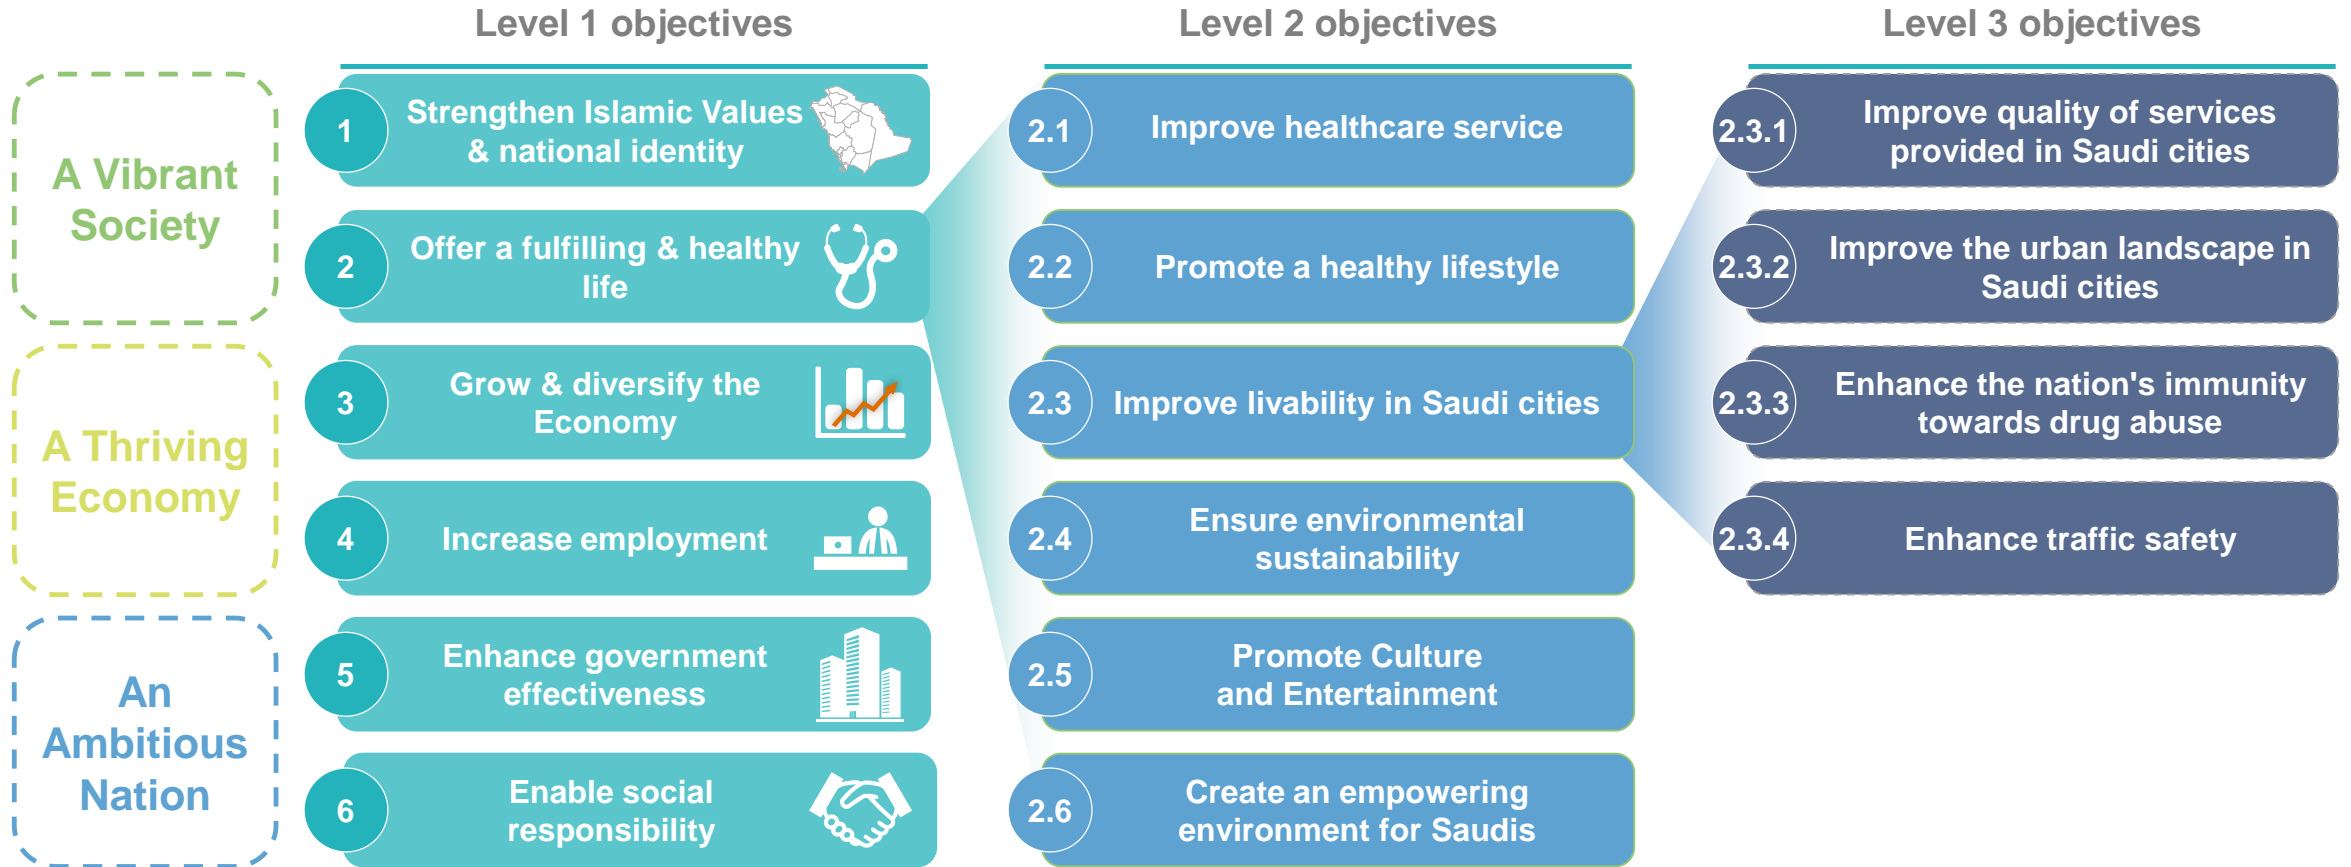 Level 1 objectives
Level 2 objectives
Level 3 objectives
A Vibrant
Society
A Thriving
Economy
An
Ambitious
Nation
1
Strengthen Islamic Values
& national identity
2
Offer a fulfilling & healthy
life
3
Grow & diversify the
Economy
4
Increase employment
5
Enhance government
effectiveness
6
Enable social
responsibility
2.1
Improve healthcare service
2.2
Promote a healthy lifestyle
2.3
Improve livability in Saudi cities
2.4
Ensure environmental
sustainability
2.5
Promote Culture
and Entertainment
2.6
Create an empowering
environment for Saudis
2.3.1
Improve quality of services
provided in Saudi cities
2.3.2
Improve the urban landscape in
Saudi cities
2.3.3
Enhance the nation's immunity
towards drug abuse
2.3.4
Enhance traffic safety